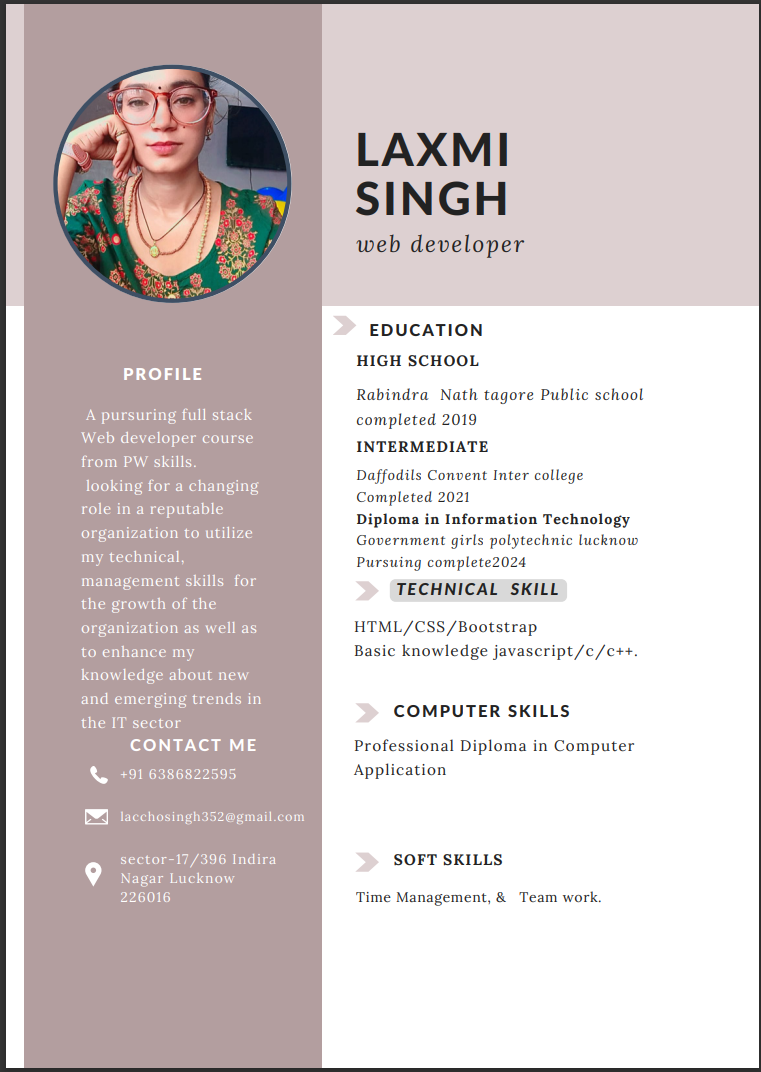 LAXMI
SINGH
web developer
PROFILE
A pursuring full stack
Web developer course
from PW skills.
looking for a changing
role in a reputable
organization to utilize
my technical,
management skills for
the growth of the
organization as well as
to enhance my
knowledge about new
and emerging trends in
the IT sector
CONTACT ME
+91 6386822595
lacchosingh352@gmail.com
sector-17/396 Indira
Nagar Lucknow
226016
EDUCATION
HIGH SCHOOL
Rabindra Nath tagore Public school
completed 2019
INTERMEDIATE
Daffodils Convent Inter college
Completed 2021
Diploma in Information Technology
Government girls polytechnic lucknow
Pursuing complete2024
TECHNICAL SKILL
HTML/CSS/Bootstrap
Basic knowledge javascript/c/c++.
COMPUTER SKILLS
Professional Diploma in Computer
Application
SOFT SKILLS
Time Management, & Team work.